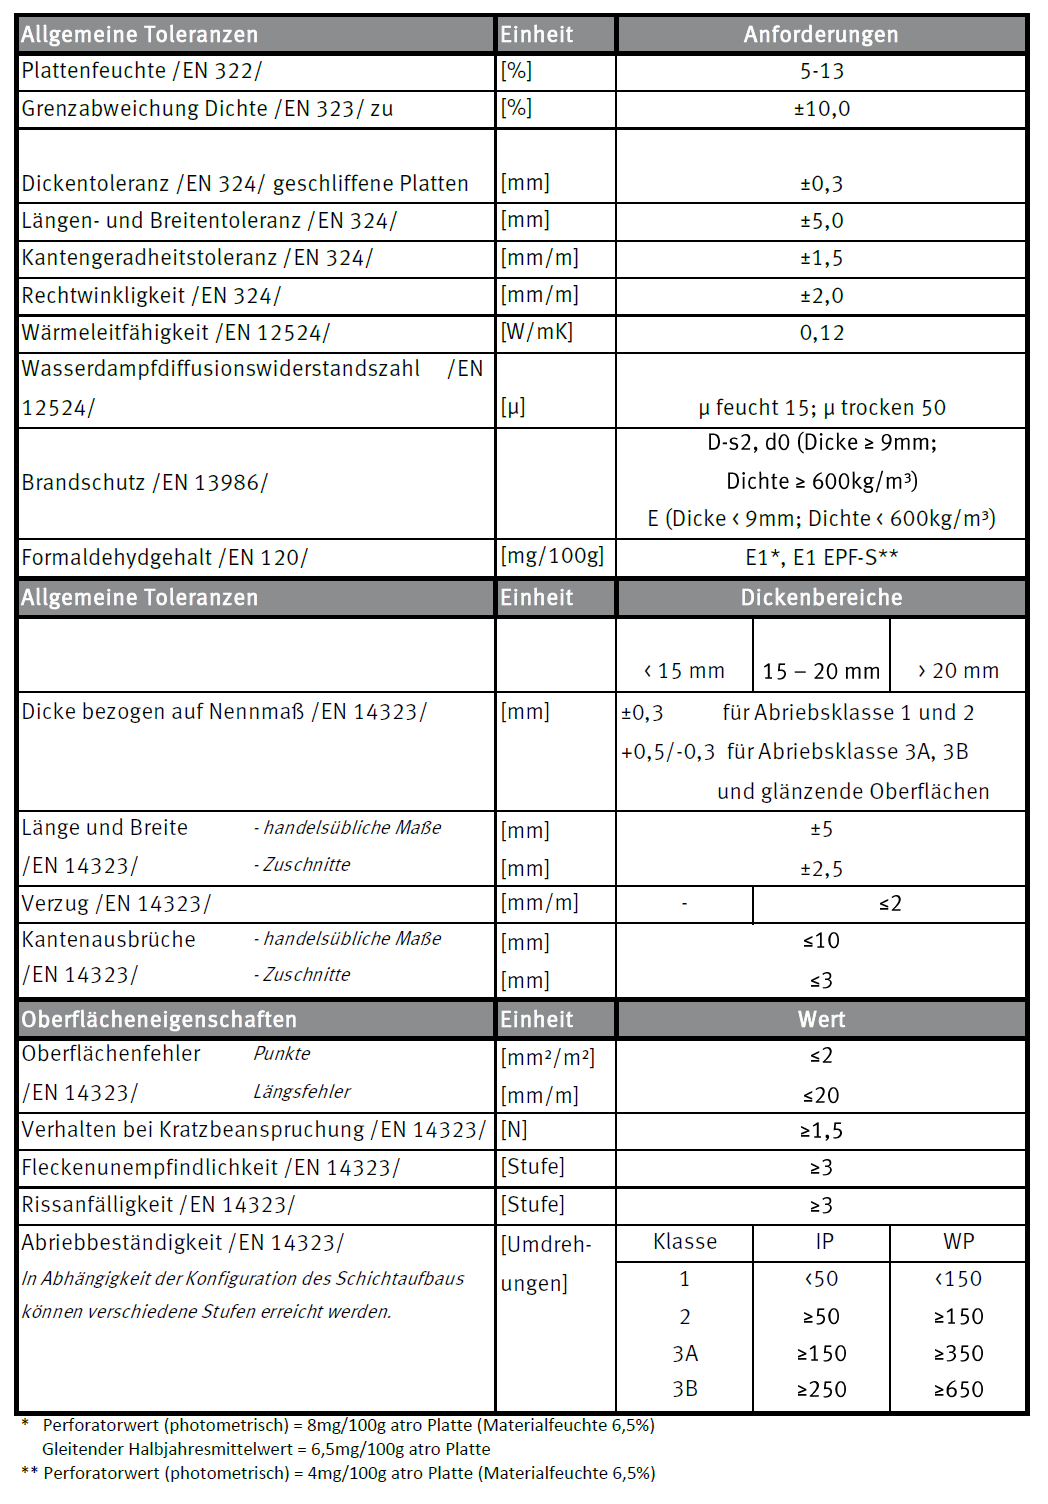 Allgemeine Toleranzen Einheit Anforderungen
Plattenfeuchte /EN 322/ [%] 5-13
Grenzabweichung Dichte /EN 323/ zu [%] ±10,0
Dickentoleranz /EN 324/ geschliffene Platten [mm] ±0,3
Längen- und Breitentoleranz /EN 324/ [mm] ±5,0
Kantengeradheitstoleranz /EN 324/ [mm/m] ±1,5
Rechtwinkligkeit /EN 324/ [mm/m] ±2,0
Wärmeleitfähigkeit /EN 12524/ [W/mK] 0,12
Wasserdampfdiffusionswiderstandszahl /EN
12524/ [µ] µ feucht 15; µ trocken 50
D-s2, d0 (Dicke ≥ 9mm;
Brandschutz /EN 13986/ Dichte ≥ 600kg/m³)
E (Dicke < 9mm; Dichte < 600kg/m³)
Formaldehydgehalt /EN 120/ [mg/100g] E1*, E1 EPF-S**
Allgemeine Toleranzen Einheit Dickenbereiche
< 15 mm 15 – 20 mm > 20 mm
Dicke bezogen auf Nennmaß /EN 14323/ [mm] ±0,3 für Abriebsklasse 1 und 2
+0,5/-0,3 für Abriebsklasse 3A, 3B
und glänzende Oberflächen
Länge und Breite - handelsübliche Maße [mm] ±5
/EN 14323/ - Zuschnitte [mm] ±2,5
Verzug /EN 14323/ [mm/m] - ≤2
Kantenausbrüche - handelsübliche Maße [mm] ≤10
/EN 14323/ - Zuschnitte [mm] ≤3
Oberflächeneigenschaften Einheit Wert
Oberflächenfehler Punkte [mm²/m²] ≤2
/EN 14323/ Längsfehler [mm/m] ≤20
Verhalten bei Kratzbeanspruchung /EN 14323/ [N] ≥1,5
Fleckenunempfindlichkeit /EN 14323/ [Stufe] ≥3
Rissanfälligkeit /EN 14323/ [Stufe] ≥3
Abriebbeständigkeit /EN 14323/ [Umdreh- Klasse IP WP
In Abhängigkeit der Konfiguration des Schichtaufbaus ungen] 1 <50 <150
können verschiedene Stufen erreicht werden. 2 ≥50 ≥150
3A ≥150 ≥350
3B ≥250 ≥650
* Perforatorwert (photometrisch) = 8mg/100g atro Platte (Materialfeuchte 6,5%)
Gleitender Halbjahresmittelwert = 6,5mg/100g atro Platte
** Perforatorwert (photometrisch) = 4mg/100g atro Platte (Materialfeuchte 6,5%)